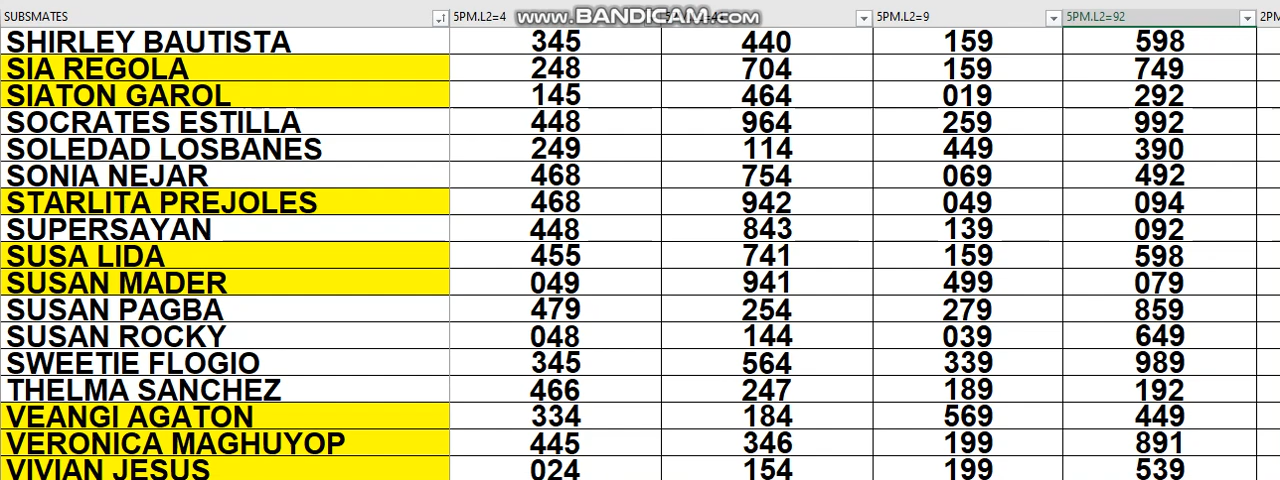 SUBSMATES 5PM.L2=4 www.BANDICAM.com 5PM.L2=9 5PM.L2=92 2PM
SHIRLEY BAUTISTA 345 440 159 598
SIA REGOLA 248 704 159 749
SIATON GAROL 145 464 019 292
SOCRATES ESTILLA 448 964 259 992
SOLEDAD LOSBANES 249 114 449 390
SONIA NEJAR 468 754 069 492
STARLITA PREJOLES 468 942 049 094
SUPERSAYAN 448 843 139 092
SUSA LIDA 455 741 159 598
SUSAN MADER 049 941 499 079
SUSAN PAGBA 479 254 279 859
SUSAN ROCKY 048 144 039 649
SWEETIE FLOGIO 345 564 339 989
THELMA SANCHEZ 466 247 189 192
VEANGI AGATON 334 184 569 449
VERONICA MAGHUYOP 445 346 199 891
VIVIAN JESUS 024 154 199 539